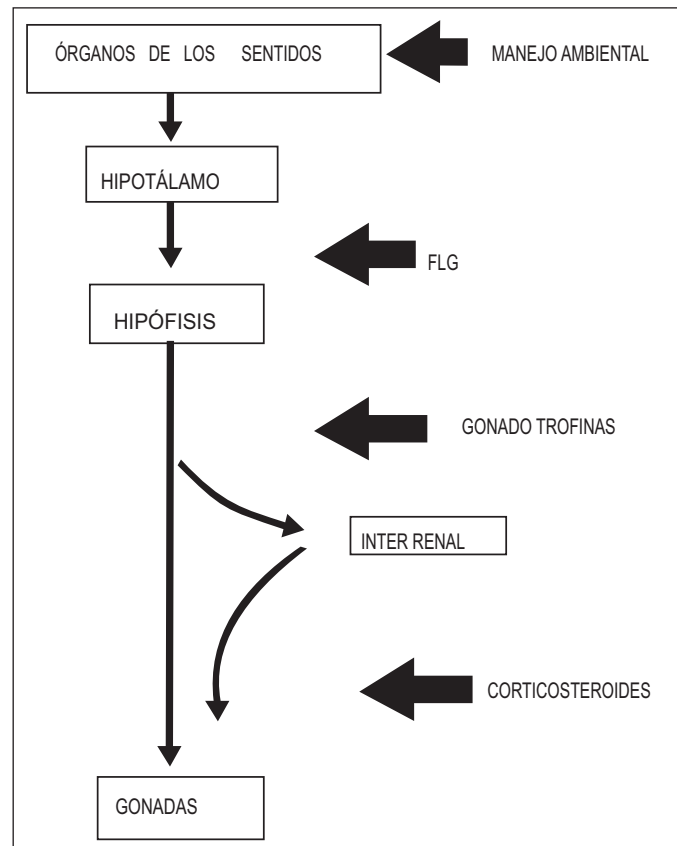 ÓRGANOS DE LOS SENTIDOS
MANEJO AMBIENTAL
HIPOTÁLAMO
FLG
HIPÓFISIS
GONADO TROFINAS
INTER RENAL
CORTICOSTEROIDES
GONADAS